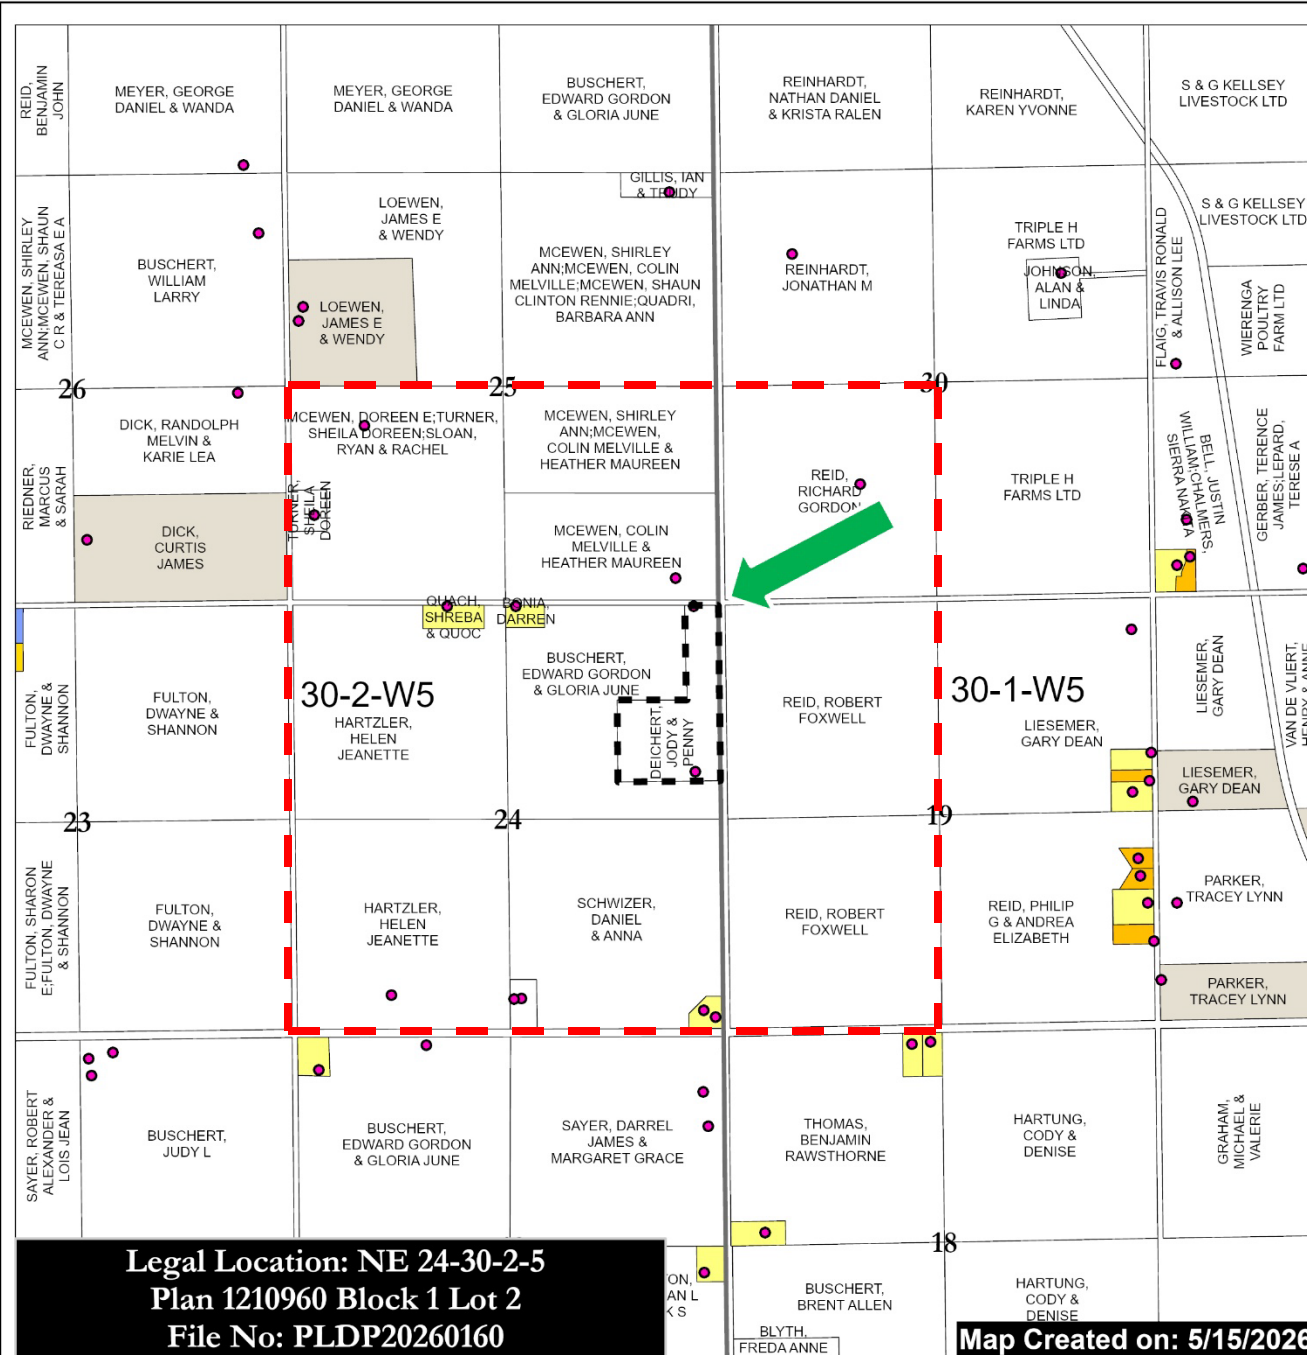 REID,
BENJAMIN
JOHN
MEYER, GEORGE
DANIEL & WANDA
MEYER, GEORGE
DANIEL & WANDA
BUSCHERT,
EDWARD GORDON
& GLORIA JUNE
REINHARDT,
NATHAN DANIEL
& KRISTA RALEN
REINHARDT,
KAREN YVONNE
S & G KELLSEY
LIVESTOCK LTD
MCEWEN, SHIRLEY
ANN;MCEWEN, SHAUN
C R & TEREASA E A
BUSCHERT,
WILLIAM
LARRY
LOEWEN,
JAMES E
& WENDY
LOEWEN,
JAMES E
& WENDY
GILLIS, IAN
& TRUDY
MCEWEN, SHIRLEY
ANN;MCEWEN, COLIN
MELVILLE;MCEWEN, SHAUN
CLINTON RENNIE;QUADRI,
BARBARA ANN
REINHARDT,
JONATHAN M
TRIPLE H
FARMS LTD
JOHNSON,
ALAN &
LINDA
FLAIG, TRAVIS RONALD
& ALLISON LEE
S & G KELLSEY
LIVESTOCK LTD
WIERENGA
POULTRY
FARM LTD
26
25
30
RIEDNER,
MARCUS
& SARAH
DICK, RANDOLPH
MELVIN &
KARIE LEA
DICK,
CURTIS
JAMES
MCEWEN, DOREEN E;TURNER,
SHEILA DOREEN;SLOAN,
RYAN & RACHEL
TURNER,
SHEILA
DOREEN
MCEWEN, SHIRLEY
ANN;MCEWEN,
COLIN MELVILLE &
HEATHER MAUREEN
MCEWEN, COLIN
MELVILLE &
HEATHER MAUREEN
REID,
RICHARD
GORDON
TRIPLE H
FARMS LTD
BELL, JUSTIN
WILLIAM;CHALMERS,
SIERRA NAKITA
GERBER, TERENCE
JAMES;LEPARD,
TERESE A
QUACH,
SHREBA
& QUOC
BONIA,
DARREN
FULTON,
DWAYNE &
SHANNON
FULTON,
DWAYNE &
SHANNON
30-2-W5
HARTZLER,
HELEN
JEANETTE
BUSCHERT,
EDWARD GORDON
& GLORIA JUNE
DEICHERT,
JODY &
PENNY
REID, ROBERT
FOXWELL
30-1-W5
LIESEMER,
GARY DEAN
LIESEMER,
GARY DEAN
LIESEMER,
GARY DEAN
VAN DE VLIERT,
23
24
19
FULTON, SHARON
E;FULTON, DWAYNE
& SHANNON
FULTON,
DWAYNE &
SHANNON
HARTZLER,
HELEN
JEANETTE
SCHWIZER,
DANIEL
& ANNA
REID, ROBERT
FOXWELL
REID, PHILIP
G & ANDREA
ELIZABETH
PARKER,
TRACEY LYNN
PARKER,
TRACEY LYNN
SAYER, ROBERT
ALEXANDER &
LOIS JEAN
BUSCHERT,
JUDY L
BUSCHERT,
EDWARD GORDON
& GLORIA JUNE
SAYER, DARREL
JAMES &
MARGARET GRACE
THOMAS,
BENJAMIN
RAWSTHORNE
HARTUNG,
CODY &
DENISE
GRAHAM,
MICHAEL &
VALERIE
18
BUSCHERT,
BRENT ALLEN
HARTUNG,
CODY &
DENISE
BLYTH,
FREDA ANNE
Legal Location: NE 24-30-2-5
Plan 1210960 Block 1 Lot 2
File No: PLDP20260160
Map Created on: 5/15/2026